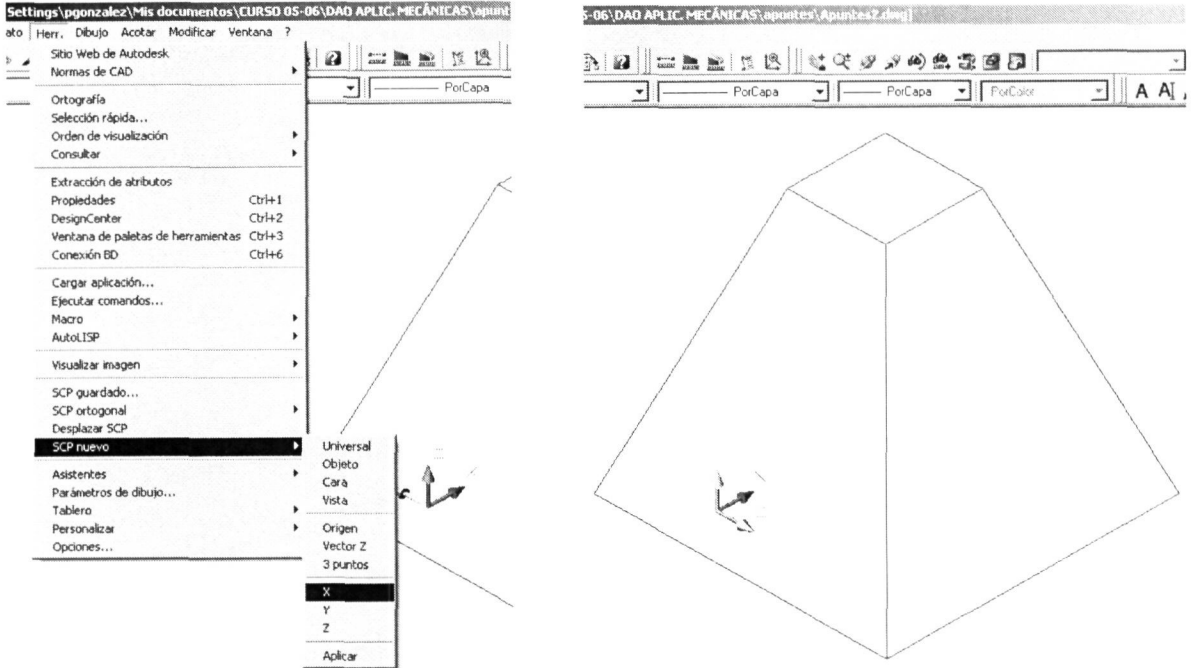 Settings\pgonzalez\Mis documentos\CURSO 05-06\DAO APLIC. MECÁNICAS\apunt
ato Herr. Dibujo Acotar Modificar Ventana ?
Sitio Web de Autodesk
Normas de CAD
Ortografía
Selección rápida...
Orden de visualización
Consultar
Extracción de atributos
Propiedades Ctrl+1
DesignCenter Ctrl+2
Ventana de paletas de herramientas Ctrl+3
Conexión BD Ctrl+6
Cargar aplicación...
Ejecutar comandos...
Macro
AutoLISP
Visualizar imagen
SCP guardado...
SCP ortogonal
Desplazar SCP
SCP nuevo
Asistentes
Parámetros de dibujo...
Tablero
Personalizar
Opciones...
Universal
Objeto
Cara
Vista
Origen
Vector Z
3 puntos
X
Y
Z
Aplicar
PorCapa
5-06\DAO APLIC. MECÁNICAS\apuntes\Apuntes2.dwg]
PorCapa PorCapa PorColor A AI